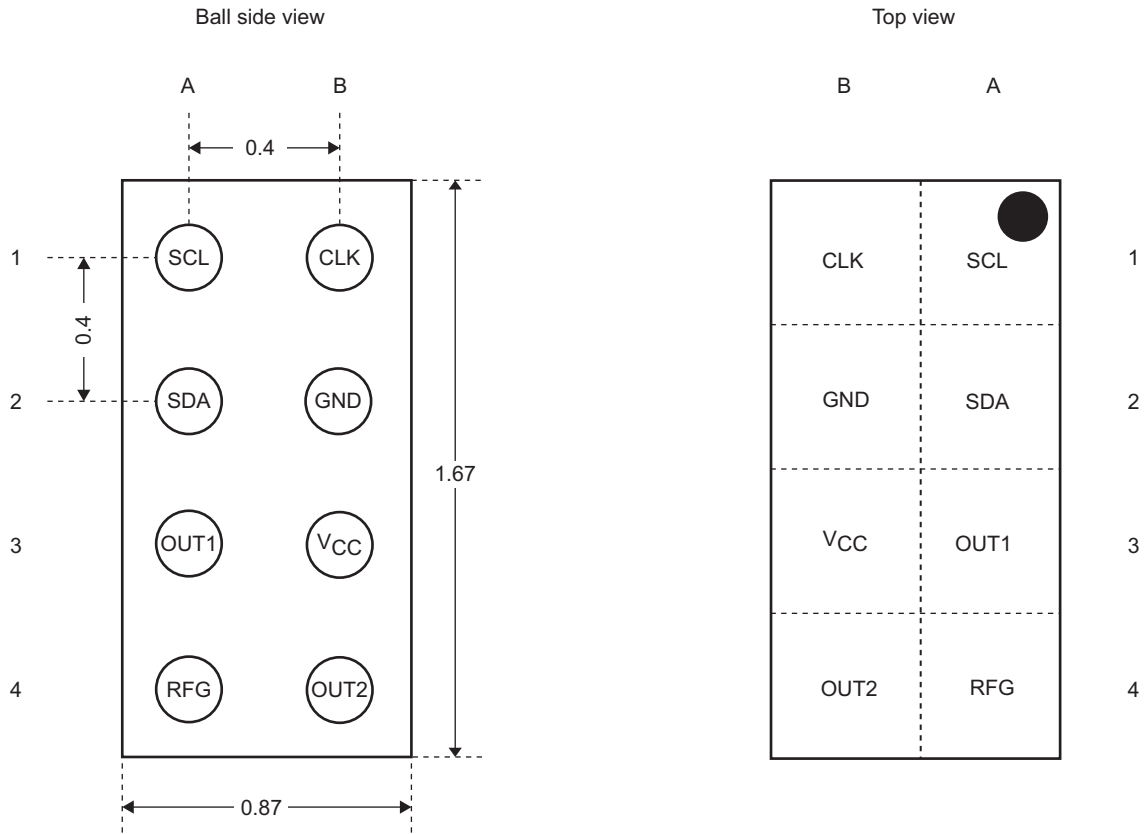 Ball side view
Top view
A B
B A
0.4
1 SCL CLK
CLK SCL 1
0.4
2 SDA GND
GND SDA 2
1.67
3 OUT1 VCC
VCC OUT1 3
4 RFG OUT2
OUT2 RFG 4
0.87